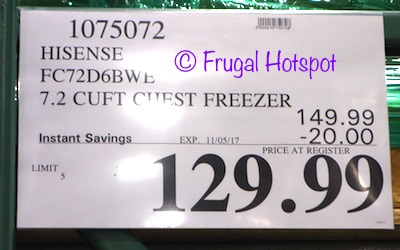 1075072
HISENSE
FC72D6BWE
© Frugal Hotspot
7.2 CUFT CHEST FREEZER
149.99
Instant Savings EXP. 11/05/17 -20.00
PRICE AT REGISTER
LIMIT
5
129.99